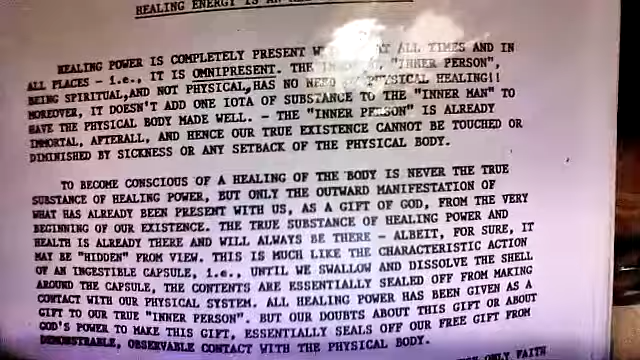 HEALING ENERGY IS AN
HEALING POWER IS COMPLETELY PRESENT AT ALL TIMES AND IN
ALL PLACES - i.e., IT IS OMNIPRESENT. THE "INNER PERSON",
BEING SPIRITUAL, AND NOT PHYSICAL, HAS NO NEED PHYSICAL HEALING!!
MOREOVER, IT DOESN'T ADD ONE IOTA OF SUBSTANCE TO THE "INNER MAN" TO
HAVE THE PHYSICAL BODY MADE WELL. - THE "INNER PERSON" IS ALREADY
IMMORTAL, AFTERALL, AND HENCE OUR TRUE EXISTENCE CANNOT BE TOUCHED OR
DIMINISHED BY SICKNESS OR ANY SETBACK OF THE PHYSICAL BODY.
TO BECOME CONSCIOUS OF A HEALING OF THE BODY IS NEVER THE TRUE
SUBSTANCE OF HEALING POWER, BUT ONLY THE OUTWARD MANIFESTATION OF
WHAT HAS ALREADY BEEN PRESENT WITH US, AS A GIFT OF GOD, FROM THE VERY
BEGINNING OF OUR EXISTENCE. THE TRUE SUBSTANCE OF HEALING POWER AND
HEALTH IS ALREADY THERE AND WILL ALWAYS BE THERE - ALBEIT, FOR SURE, IT
MAY BE "HIDDEN" FROM VIEW. THIS IS MUCH LIKE THE CHARACTERISTIC ACTION
OF AN INGESTIBLE CAPSULE, i.e., UNTIL WE SWALLOW AND DISSOLVE THE SHELL
AROUND THE CAPSULE, THE CONTENTS ARE ESSENTIALLY SEALED OFF FROM MAKING
CONTACT WITH OUR PHYSICAL SYSTEM. ALL HEALING POWER HAS BEEN GIVEN AS A
GIFT TO OUR TRUE "INNER PERSON". BUT OUR DOUBTS ABOUT THIS GIFT OR ABOUT
GOD'S POWER TO MAKE THIS GIFT, ESSENTIALLY SEALS OFF OUR FREE GIFT FROM
DEMONSTRABLE, OBSERVABLE CONTACT WITH THE PHYSICAL BODY.
ONLY FAITH